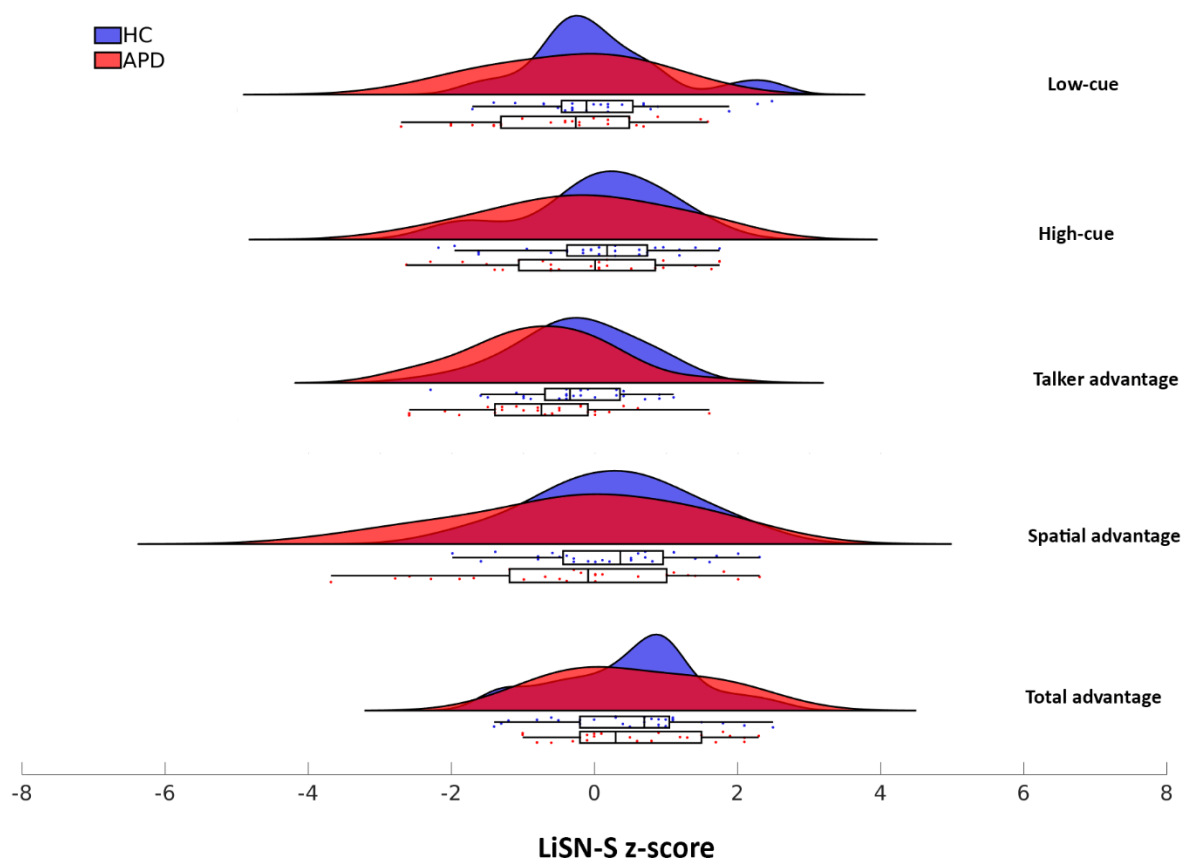 HC
APD
Low-cue
High-cue
Talker advantage
Spatial advantage
Total advantage
-8 -6 -4 -2 0 2 4 6 8
LiSN-S z-score